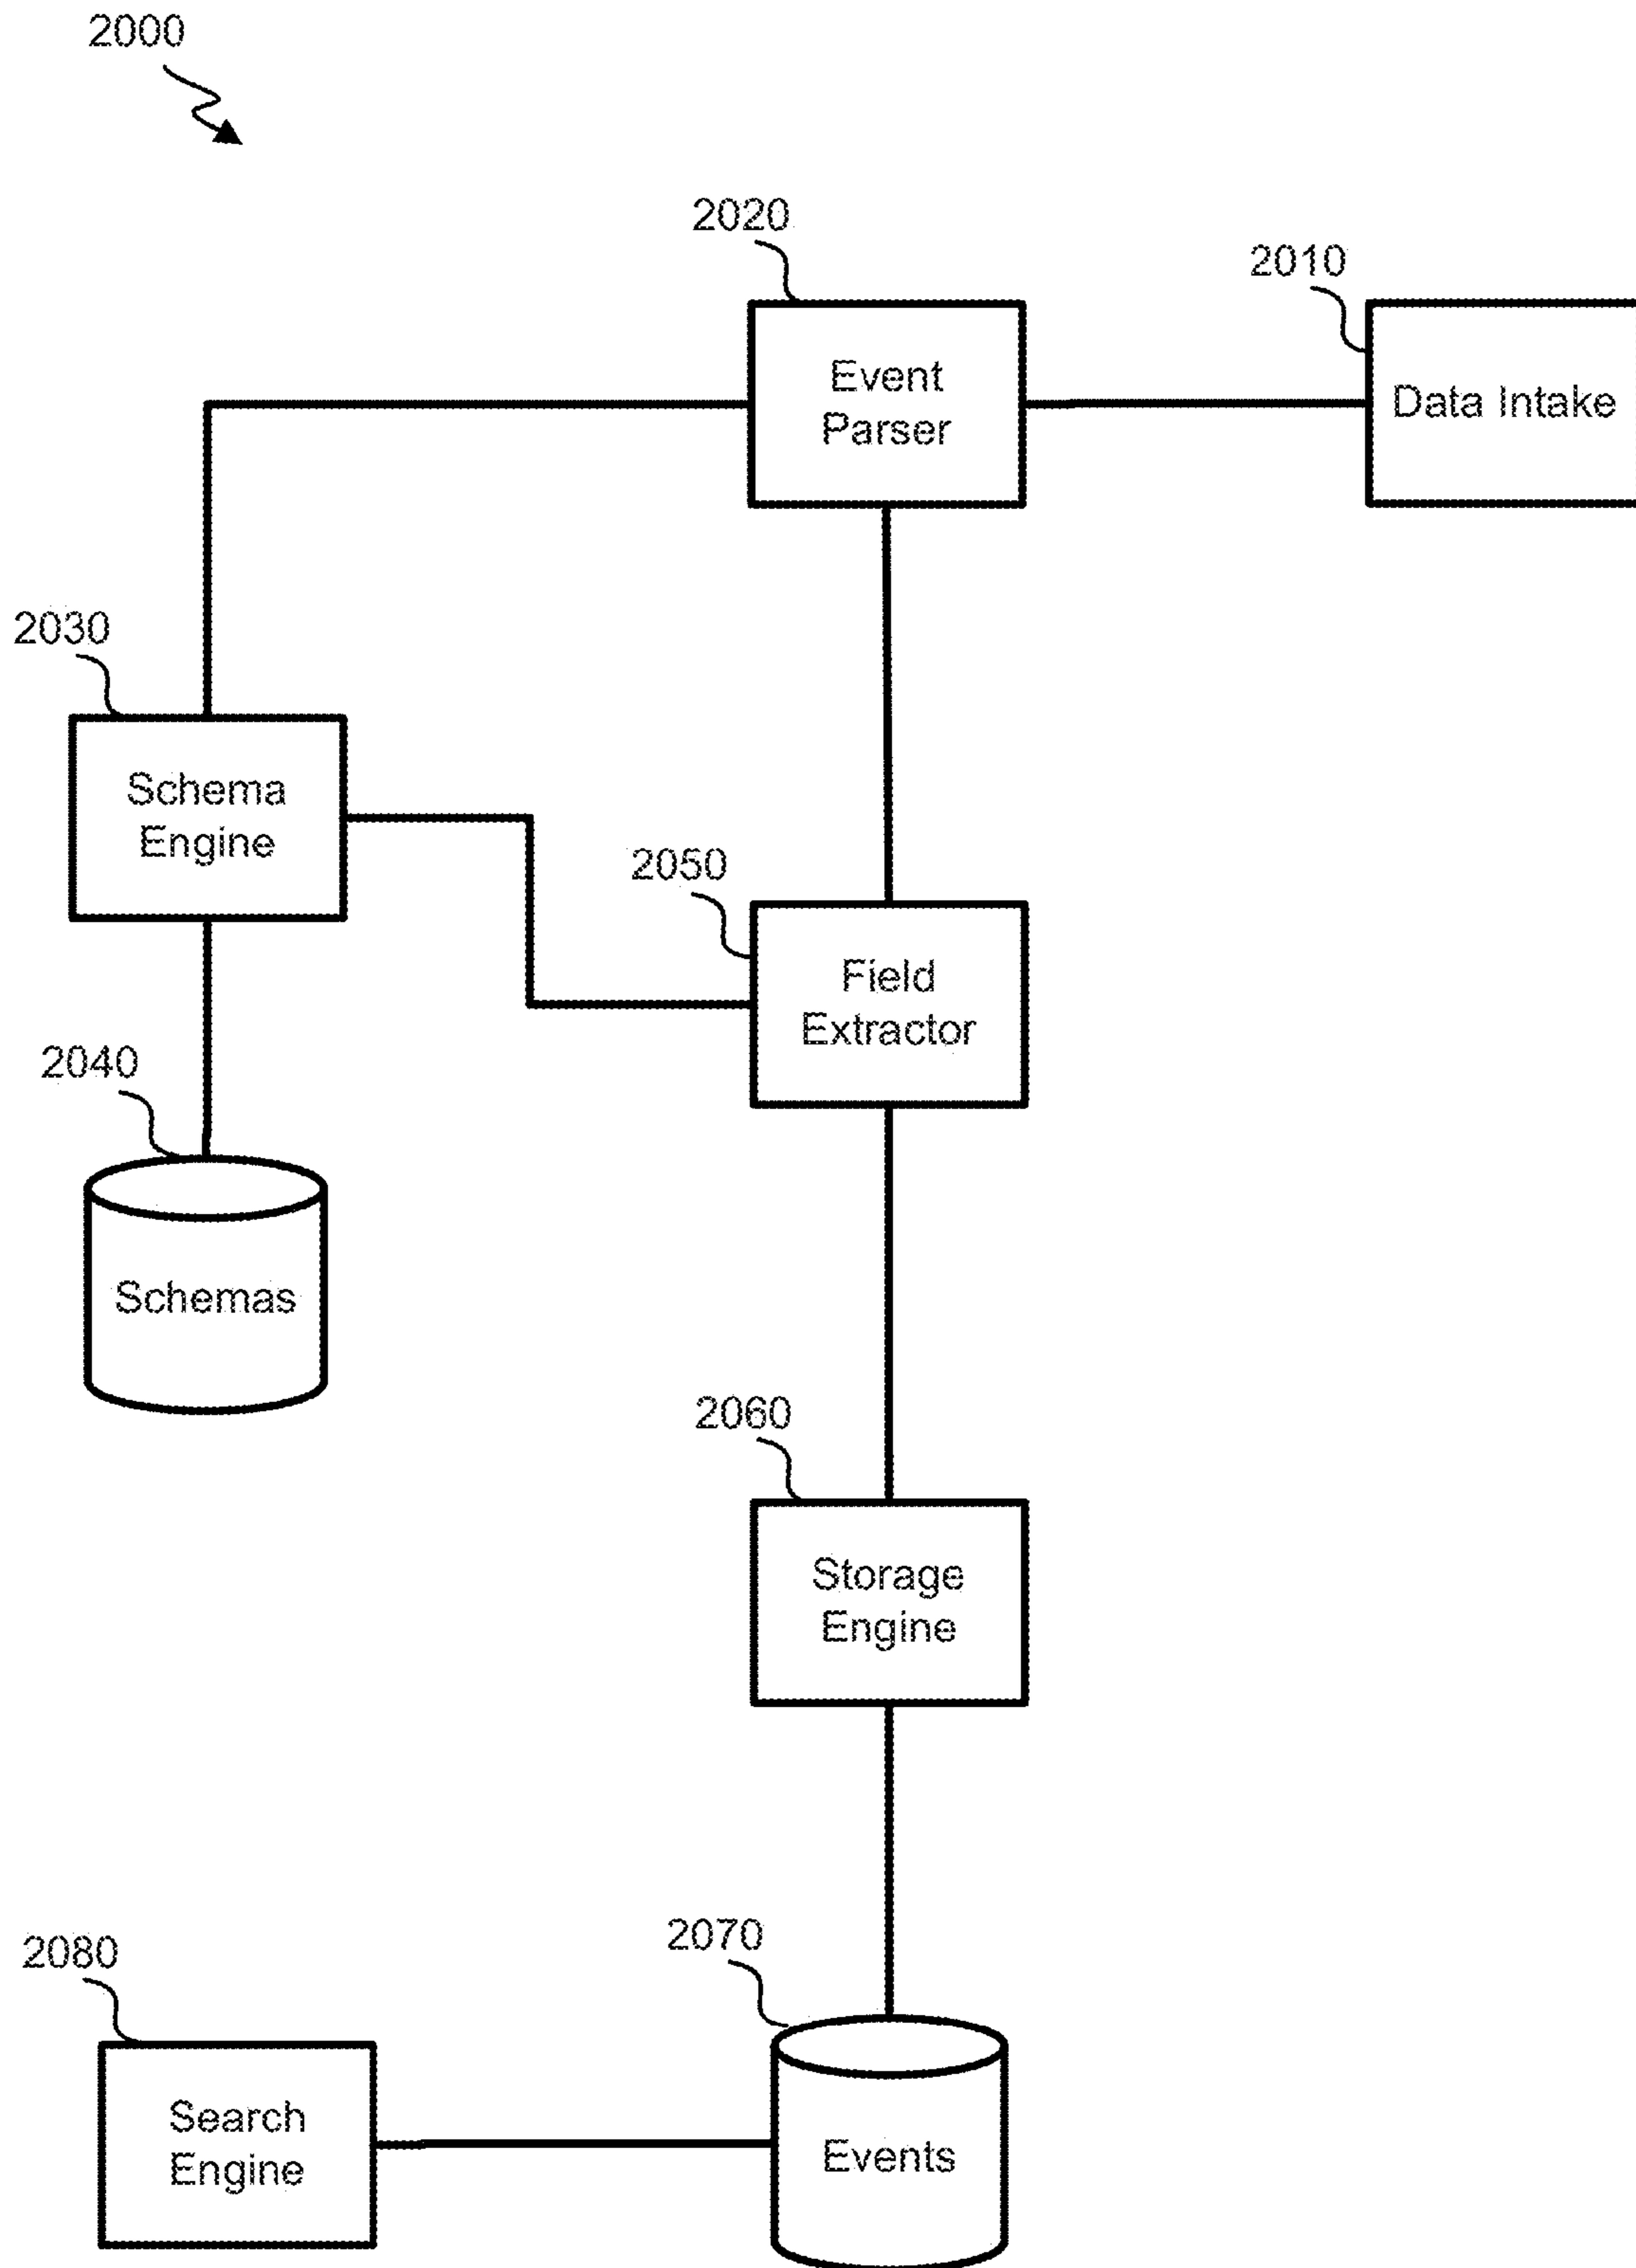 2000
2020
2010
Event
Parser
Data Intake
2030
Schema
Engine
2050
Field
Extractor
2040
Schemas
2060
Storage
Engine
2070
2080
Search
Engine
Events